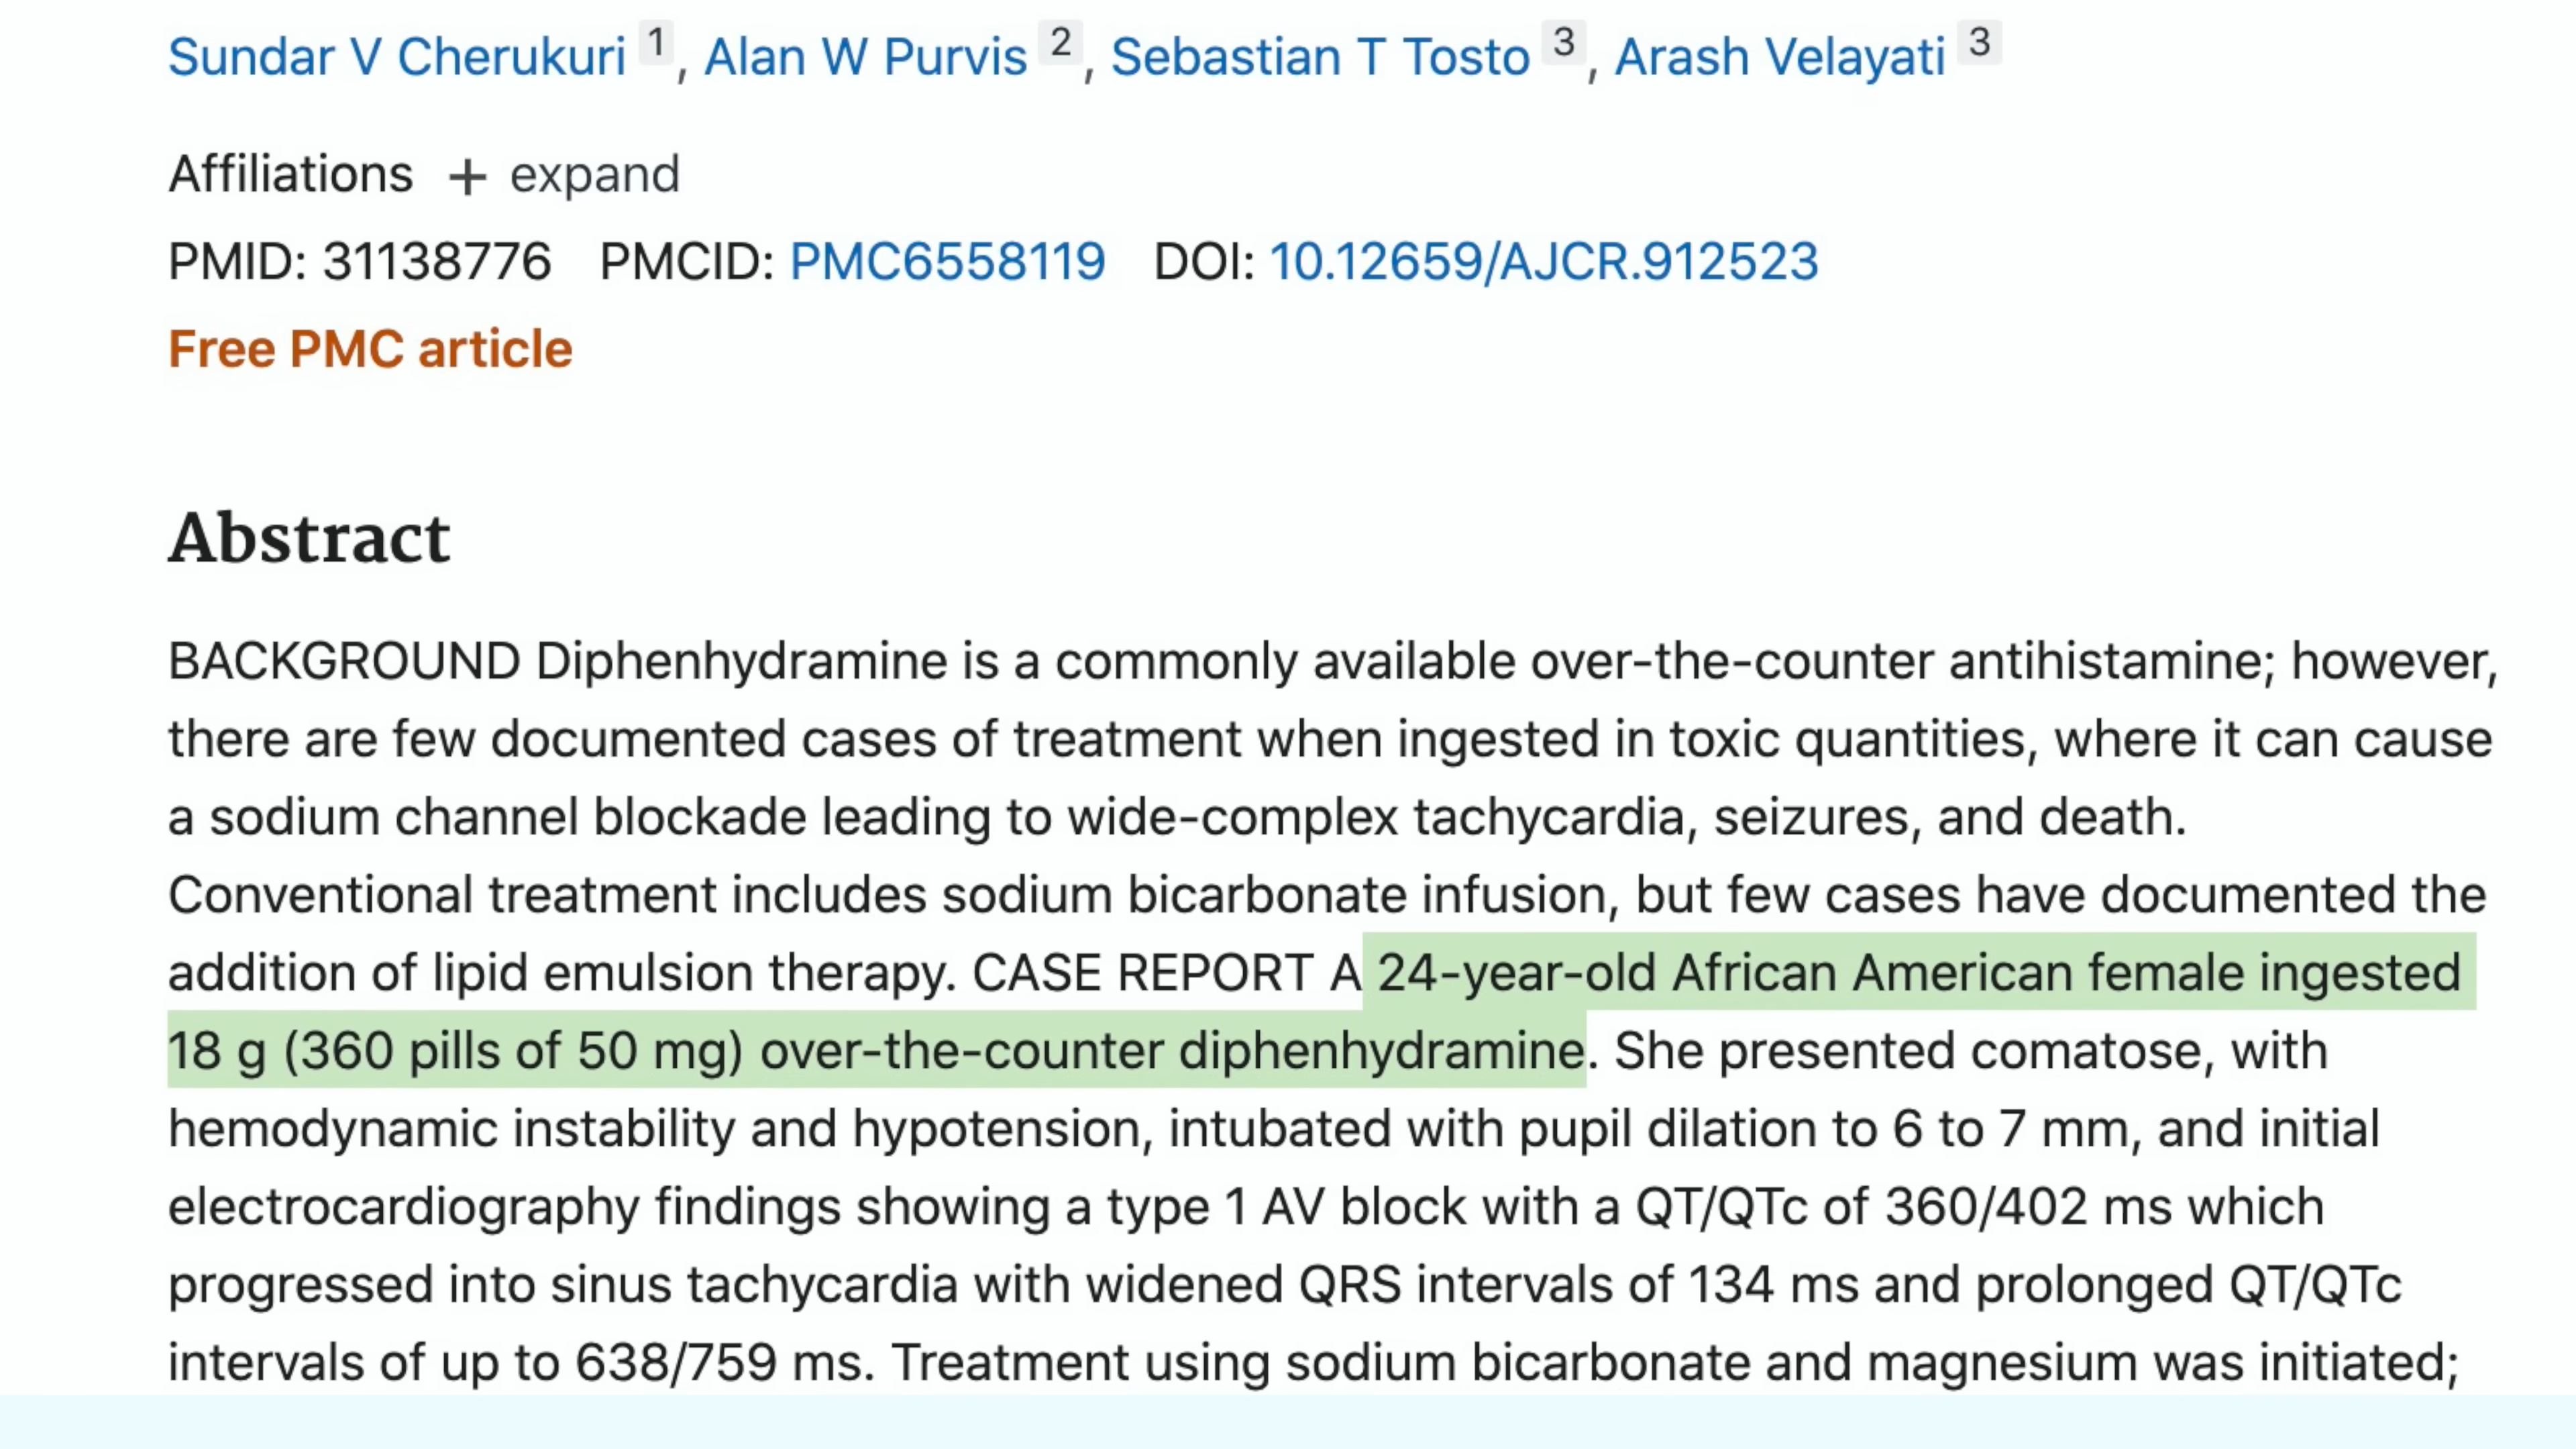 Sundar V Cherukuri 1, Alan W Purvis 2, Sebastian T Tosto 3, Arash Velayati 3
Affiliations + expand
PMID: 31138776 PMCID: PMC6558119 DOI: 10.12659/AJCR.912523
Free PMC article
Abstract
BACKGROUND Diphenhydramine is a commonly available over-the-counter antihistamine; however,
there are few documented cases of treatment when ingested in toxic quantities, where it can cause
a sodium channel blockade leading to wide-complex tachycardia, seizures, and death.
Conventional treatment includes sodium bicarbonate infusion, but few cases have documented the
addition of lipid emulsion therapy. CASE REPORT A 24-year-old African American female ingested
18 g (360 pills of 50 mg) over-the-counter diphenhydramine. She presented comatose, with
hemodynamic instability and hypotension, intubated with pupil dilation to 6 to 7 mm, and initial
electrocardiography findings showing a type 1 AV block with a QT/QTc of 360/402 ms which
progressed into sinus tachycardia with widened QRS intervals of 134 ms and prolonged QT/QTc
intervals of up to 638/759 ms. Treatment using sodium bicarbonate and magnesium was initiated;